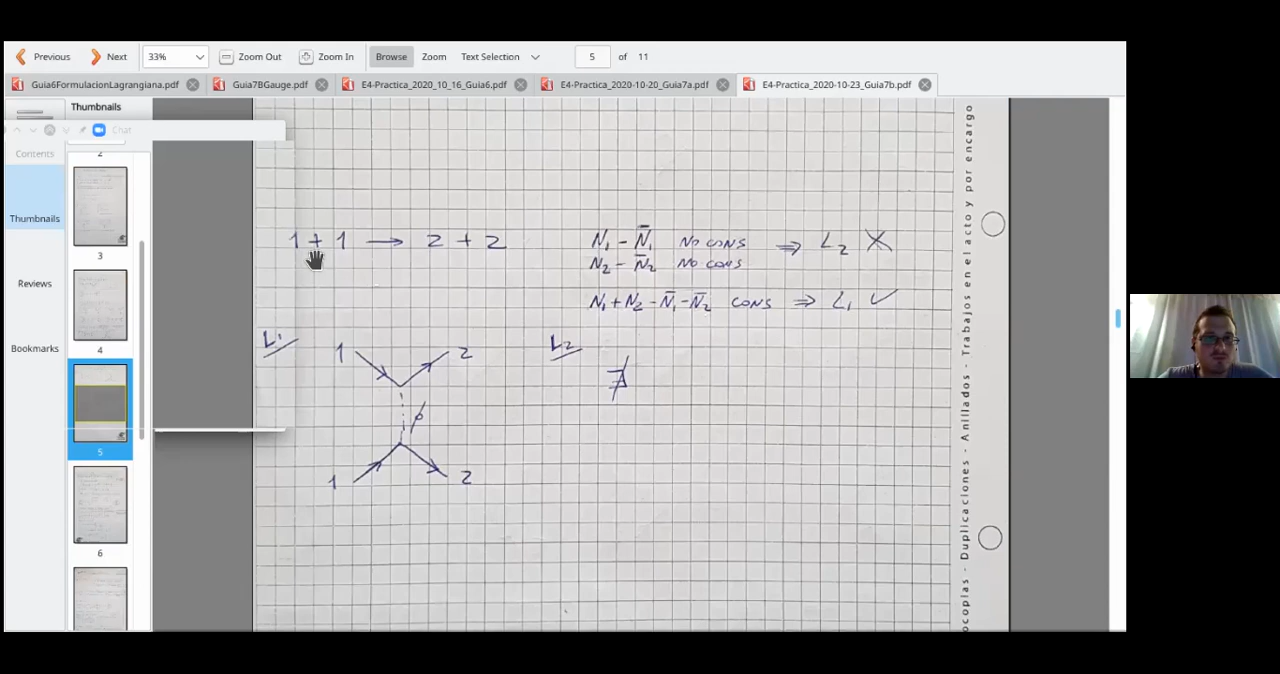 Previous Next 33% Zoom Out Zoom In Browse Zoom Text Selection 5 of 11
Guia6FormulacionLagrangiana.pdf Guia7BGauge.pdf E4-Practica_2020_10_16_Guia6.pdf E4-Practica_2020-10-20_Guia7a.pdf E4-Practica_2020-10-23_Guia7b.pdf
Thumbnails
Chat
Contents
Thumbnails
Reviews
Bookmarks
2
3
4
5
6
1 + 1 → 2 + 2
N₁ - N̄₁ NO CONS ⇒ L₂ X
N₂ - N̄₂ NO CONS
N₁ + N₂ - N̄₁ - N̄₂ CONS ⇒ L₁ ✓
L₁
1 2
ϕ
1 2
L₂
∄
ocopias - Duplicaciones - Anillados - Trabajos en el acto y por encargo